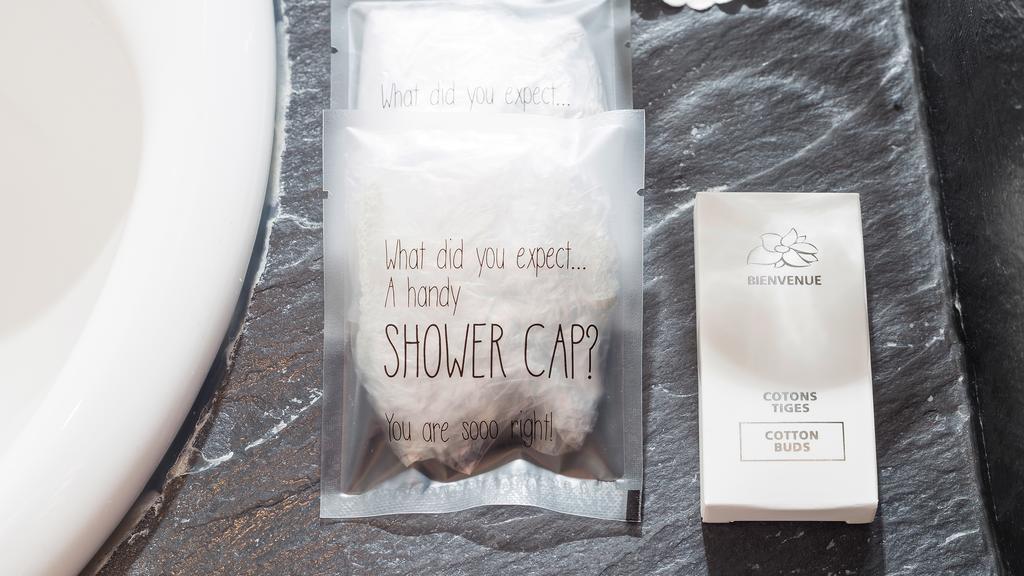 What did you expect...
What did you expect...
A handy
SHOWER CAP?
You are sooo right!
BIENVENUE
COTONS
TIGES
COTTON
BUDS